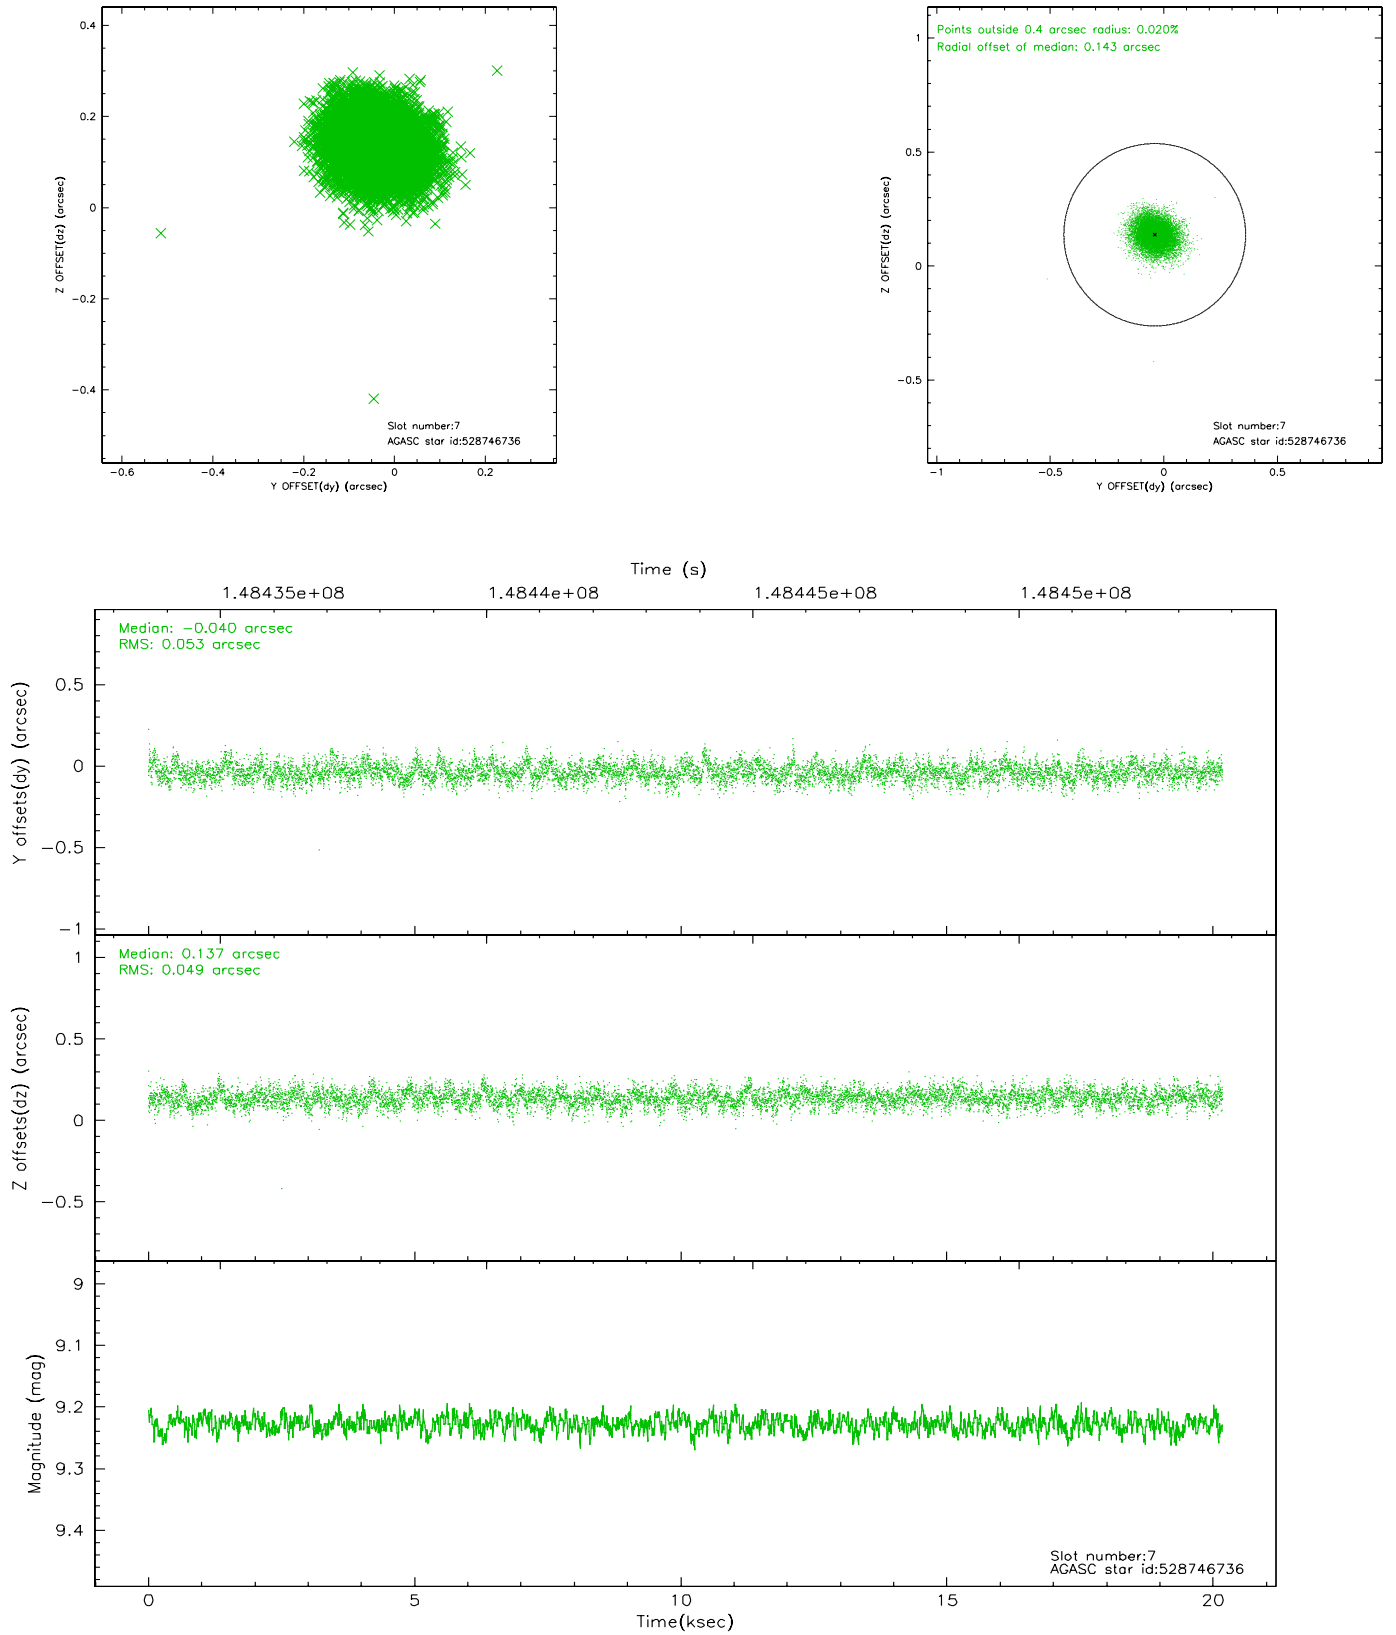 0.4
0.2
0
−0.2
−0.4
Z OFFSET(dz) (arcsec)
Slot number:7
AGASC star id:528746736
−0.6
−0.4
−0.2
0
0.2
Y OFFSET(dy) (arcsec)
Points outside 0.4 arcsec radius: 0.020%
Radial offset of median: 0.143 arcsec
1
0.5
0
−0.5
Z OFFSET(dz) (arcsec)
Slot number:7
AGASC star id:528746736
−1
−0.5
0
0.5
Y OFFSET(dy) (arcsec)
Time (s)
1.48435e+08
1.4844e+08
1.48445e+08
1.4845e+08
Median: −0.040 arcsec
RMS: 0.053 arcsec
0.5
0
−0.5
−1
Y offsets(dy) (arcsec)
Median: 0.137 arcsec
RMS: 0.049 arcsec
1
0.5
0
−0.5
Z offsets(dz) (arcsec)
9
9.1
9.2
9.3
9.4
Magnitude (mag)
Slot number:7
AGASC star id:528746736
0
5
10
15
20
Time(ksec)